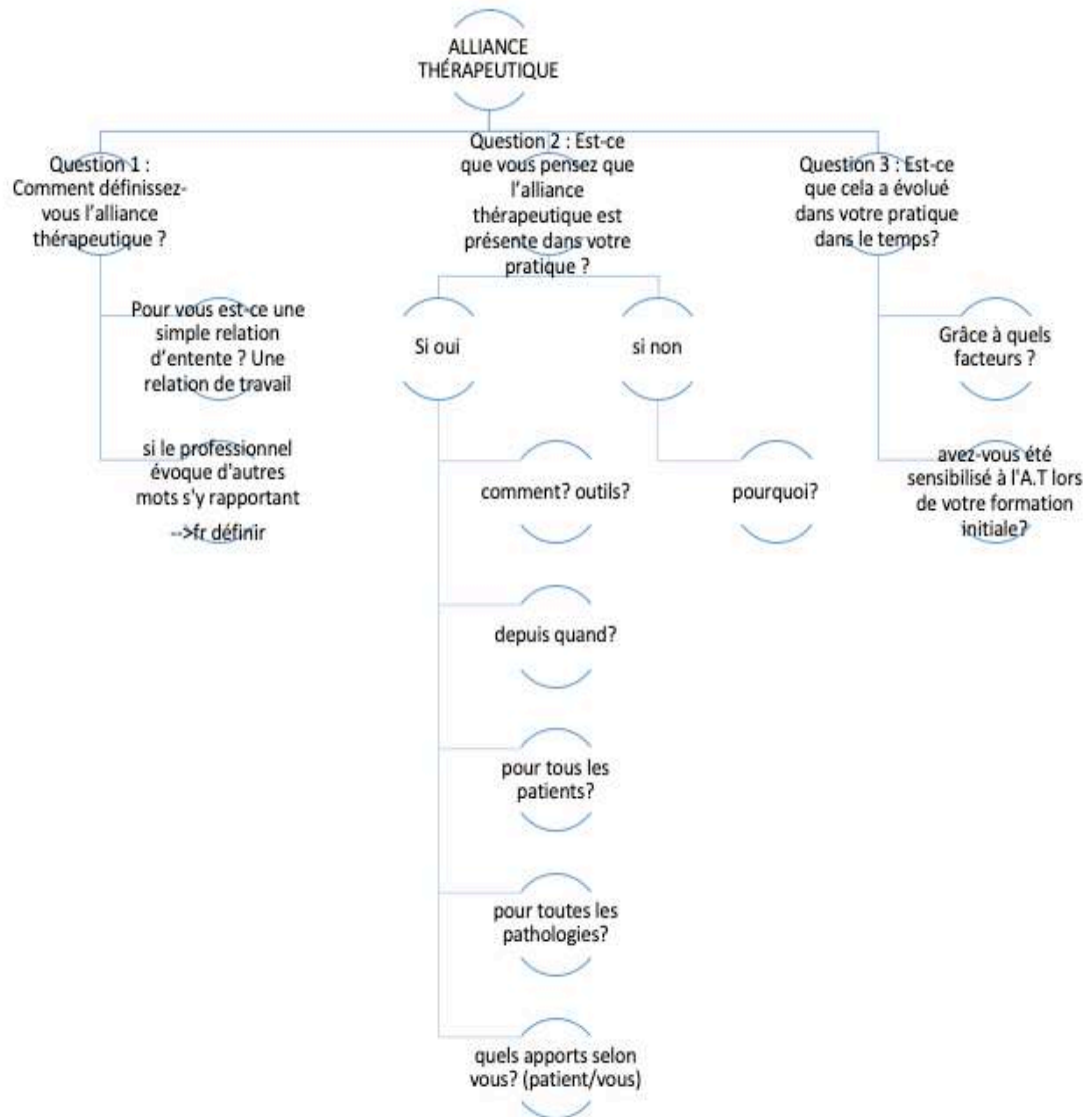 ALLIANCE
THÉRAPEUTIQUE
Question 1 :
Comment définissez-
vous l'alliance
thérapeutique ?
Pour vous est-ce une
simple relation
d'entente ? Une
relation de travail
si le professionnel
évoque d'autres
mots s'y rapportant
-->fr définir
Question 2 : Est-ce
que vous pensez que
l'alliance
thérapeutique est
présente dans votre
pratique ?
Si oui
comment? outils?
depuis quand?
pour tous les
patients?
pour toutes les
pathologies?
quels apports selon
vous? (patient/vous)
si non
pourquoi?
Question 3 : Est-ce
que cela a évolué
dans votre pratique
dans le temps?
Grâce à quels
facteurs ?
avez-vous été
sensibilisé à l'A.T lors
de votre formation
initiale?